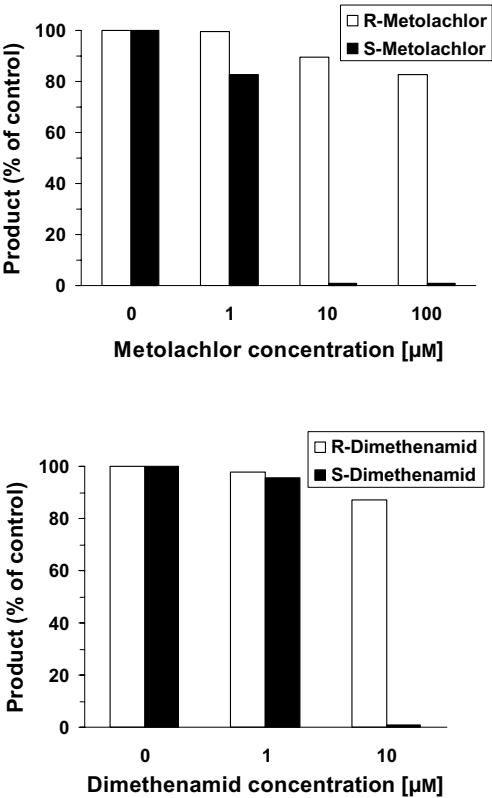 R-Metolachlor
S-Metolachlor
Product (% of control)
100
80
60
40
20
0
0 1 10 100
Metolachlor concentration [µM]
R-Dimethenamid
S-Dimethenamid
Product (% of control)
100
80
60
40
20
0
0 1 10
Dimethenamid concentration [µM]